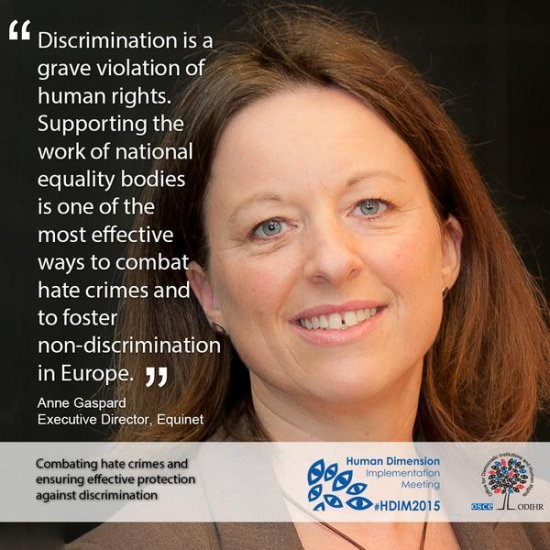 “ Discrimination is a
grave violation of
human rights.
Supporting the
work of national
equality bodies
is one of the
most effective
ways to combat
hate crimes and
to foster
non-discrimination
in Europe. ”
Anne Gaspard
Executive Director, Equinet
Combating hate crimes and
ensuring effective protection
against discrimination
Human Dimension
Implementation
Meeting
#HDIM2015
osce
ODIHR